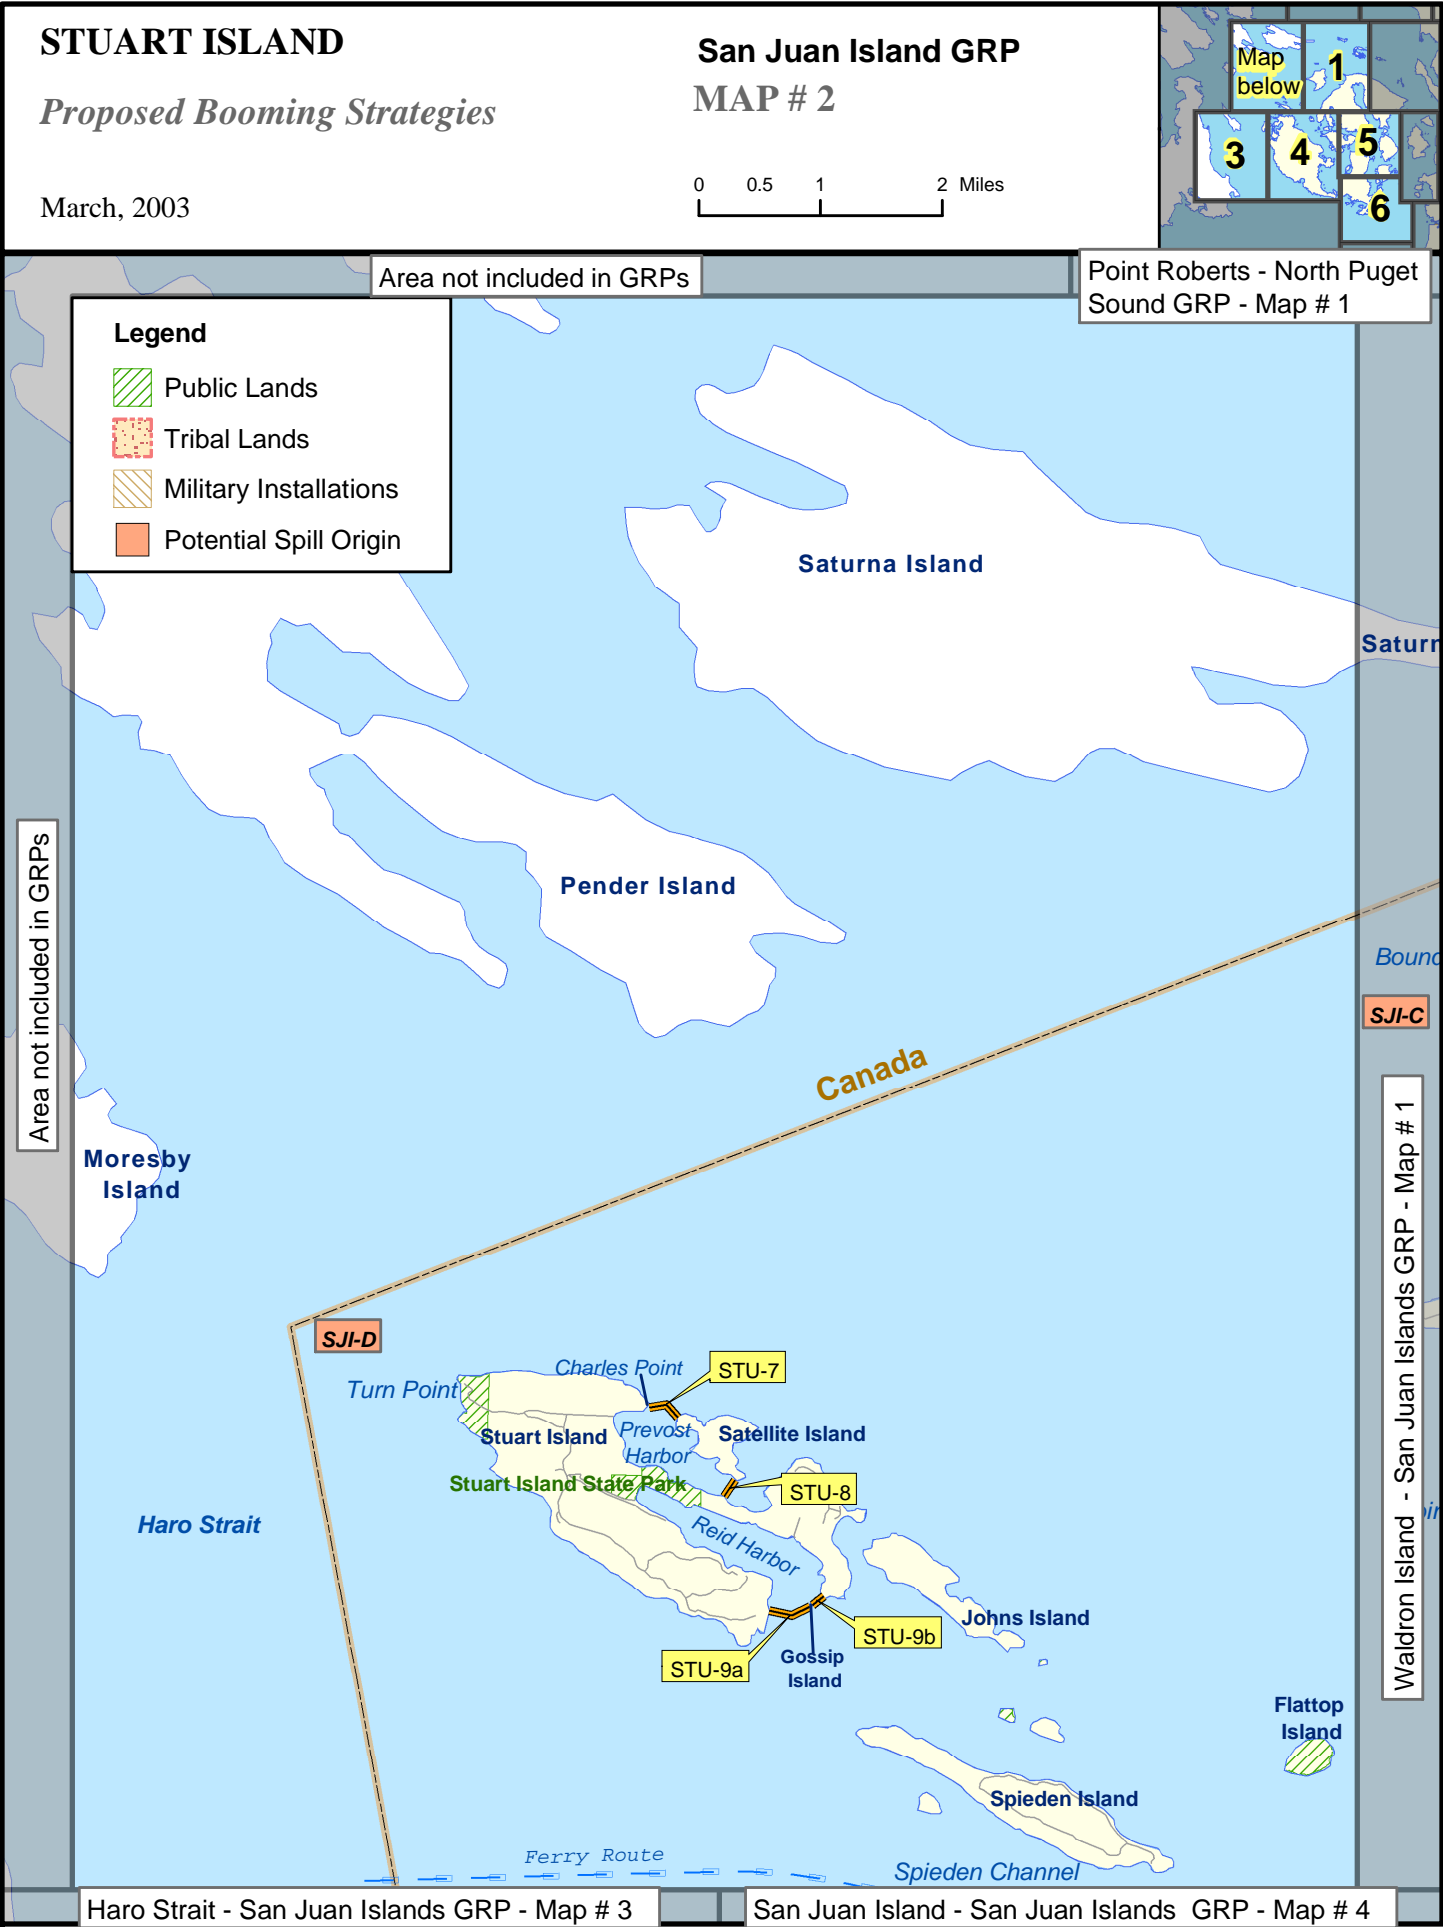 STUART ISLAND
Proposed Booming Strategies
March, 2003
San Juan Island GRP
MAP # 2
0 0.5 1 2 Miles
Map
below
1
3
4
5
6
Area not included in GRPs
Point Roberts - North Puget
Sound GRP - Map # 1
Legend
Public Lands
Tribal Lands
Military Installations
Potential Spill Origin
Saturna Island
Saturn
Pender Island
Area not included in GRPs
Bound
SJI-C
Canada
Moresby
Island
Waldron Island - San Juan Islands GRP - Map # 1
SJI-D
Charles Point
STU-7
Turn Point
Prevost
Harbor
Stuart Island
Satellite Island
Stuart Island State Park
STU-8
Haro Strait
Reid Harbor
Johns Island
STU-9b
STU-9a
Gossip
Island
Flattop
Island
Spieden Island
Ferry Route
Spieden Channel
Haro Strait - San Juan Islands GRP - Map # 3
San Juan Island - San Juan Islands GRP - Map # 4